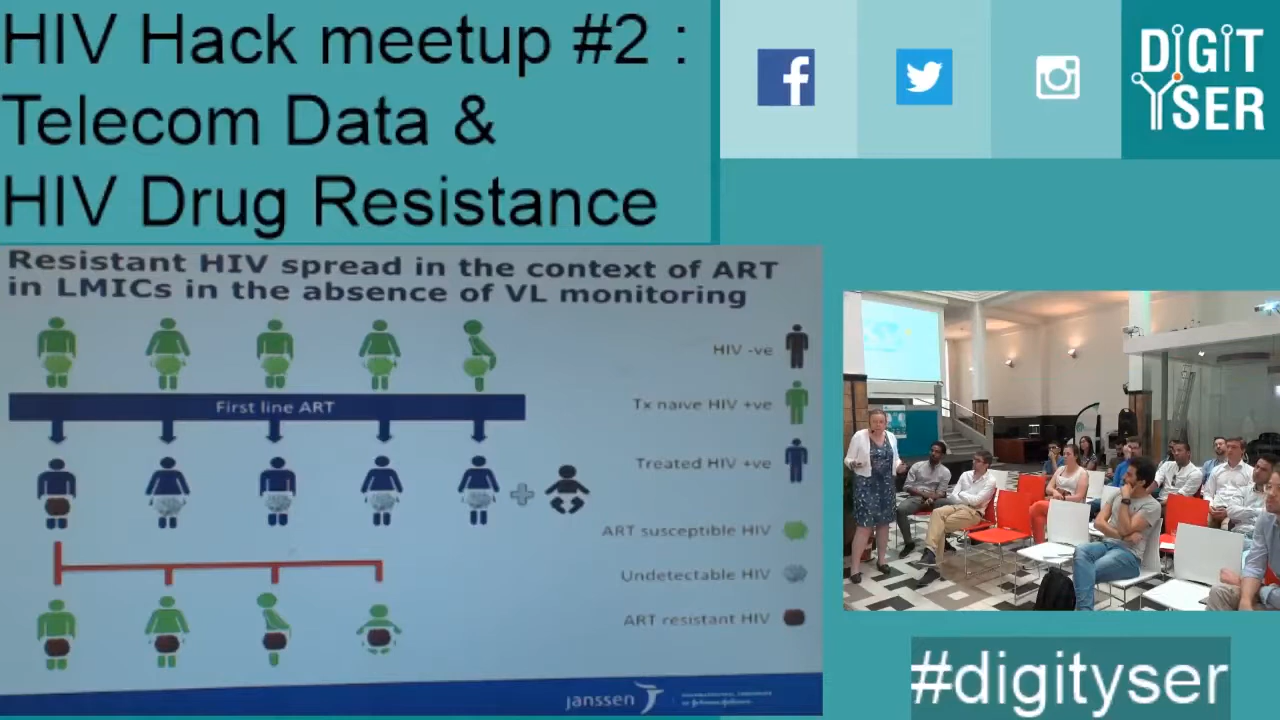 HIV Hack meetup #2 :
Telecom Data &
HIV Drug Resistance
DIGIT
YSER
Resistant HIV spread in the context of ART
in LMICs in the absence of VL monitoring
HIV -ve
First line ART
Tx naive HIV +ve
Treated HIV +ve
ART susceptible HIV
Undetectable HIV
ART resistant HIV
janssen
#digityser